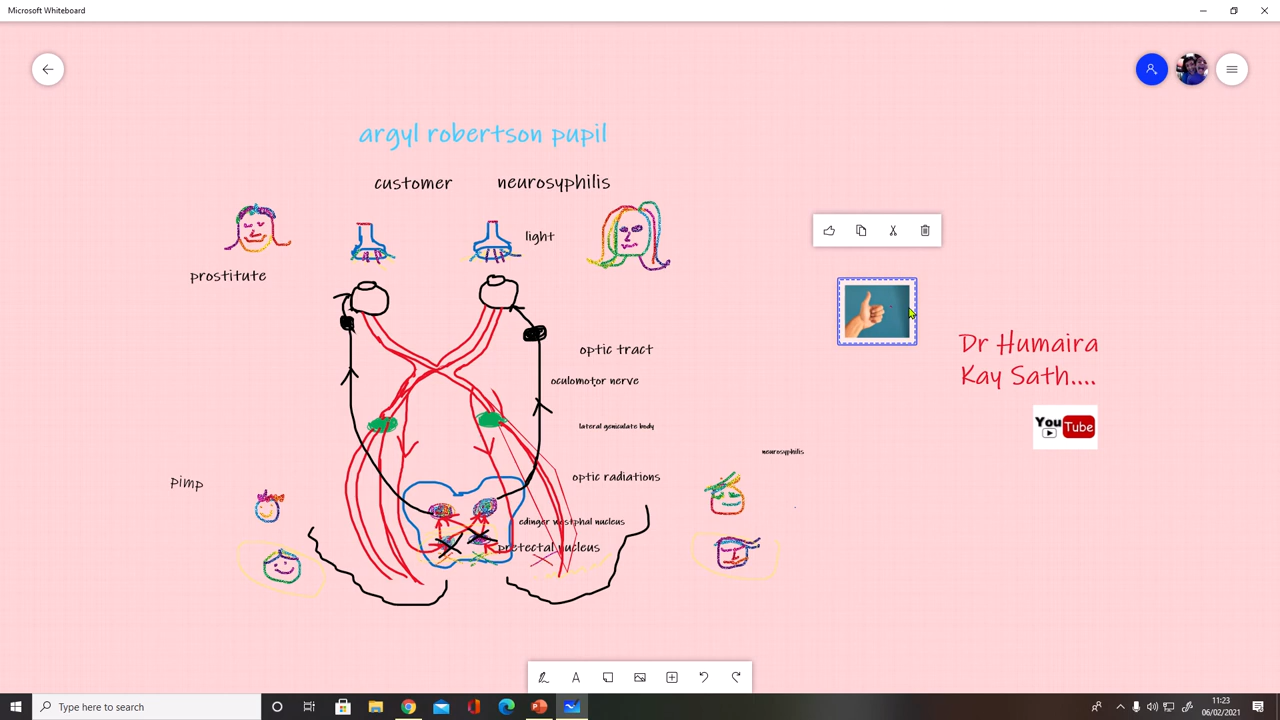 Microsoft Whiteboard
argyl robertson pupil
customer
neurosyphilis
light
prostitute
optic tract
oculomotor nerve
Dr Humaira
Kay Sath....
You Tube
lateral geniculate body
neurosyphilis
optic radiations
pimp
edinger westphal nucleus
pretectal nucleus
Type here to search
11:23
06/02/2021